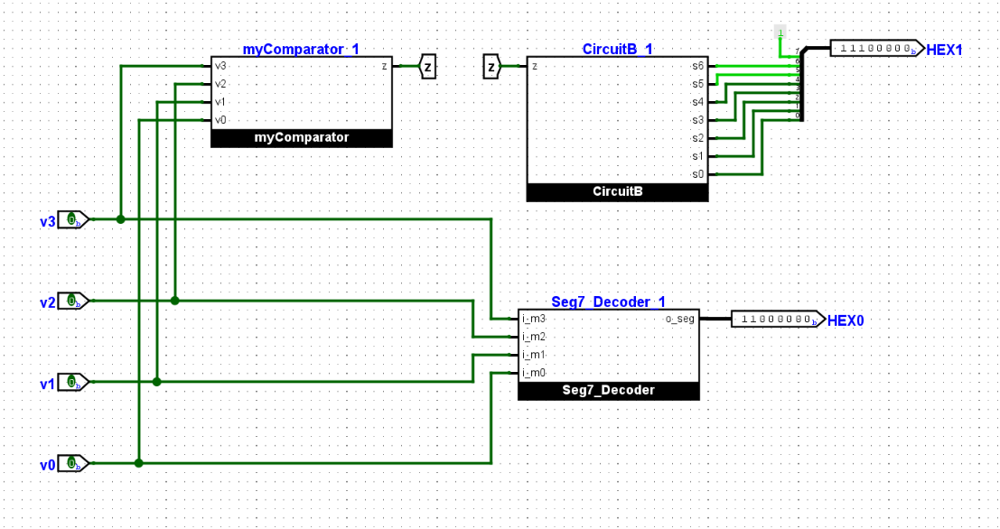 myComparator_1
v3
v2
v1
v0
z
myComparator
z
z
CircuitB_1
z
s6
s5
s4
s3
s2
s1
s0
CircuitB
1
1 1 1 0 0 0 0 0 b
HEX1
v3
0 b
v2
0 b
v1
0 b
v0
0 b
Seg7_Decoder_1
i_m3
i_m2
i_m1
i_m0
o_seg
Seg7_Decoder
1 1 0 0 0 0 0 0 b
HEX0